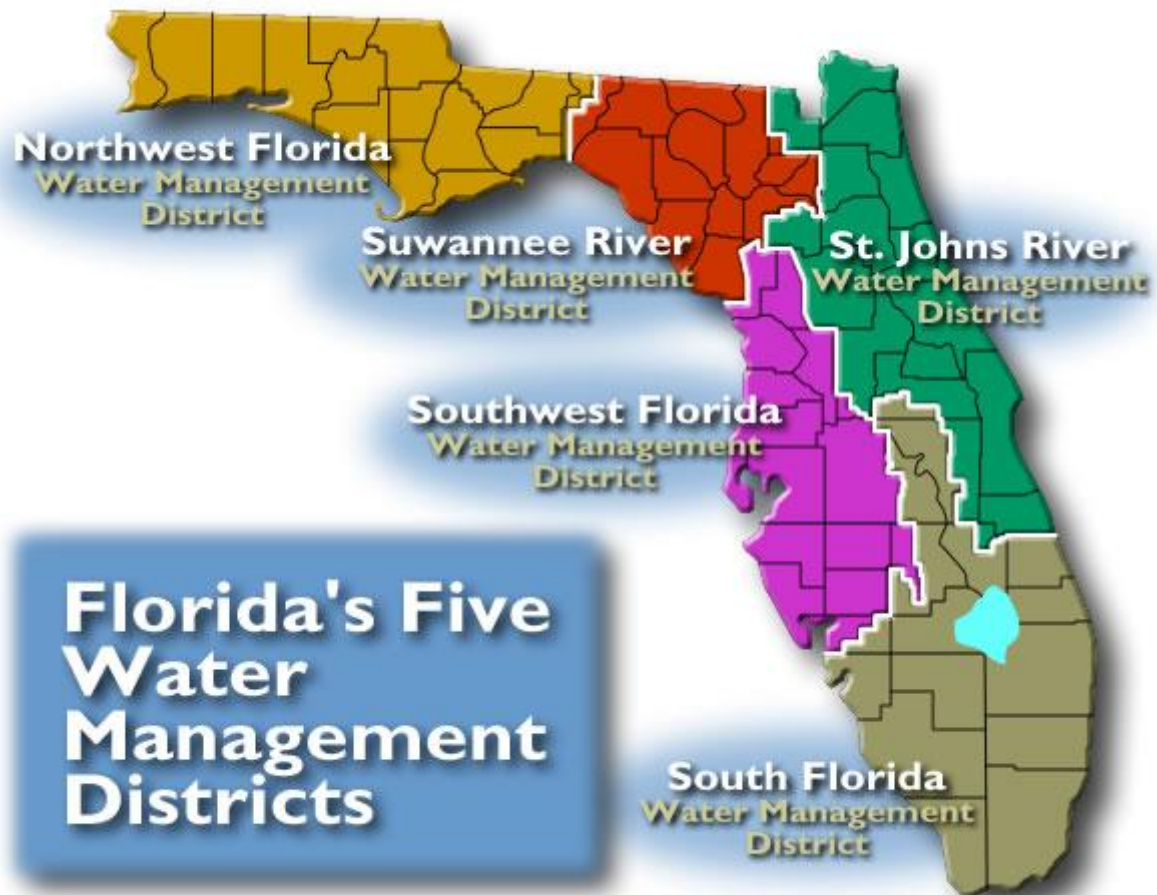 Northwest Florida
Water Management
District
Suwannee River
Water Management
District
St. Johns River
Water Management
District
Southwest Florida
Water Management
District
Florida's Five
Water
Management
Districts
South Florida
Water Management
District